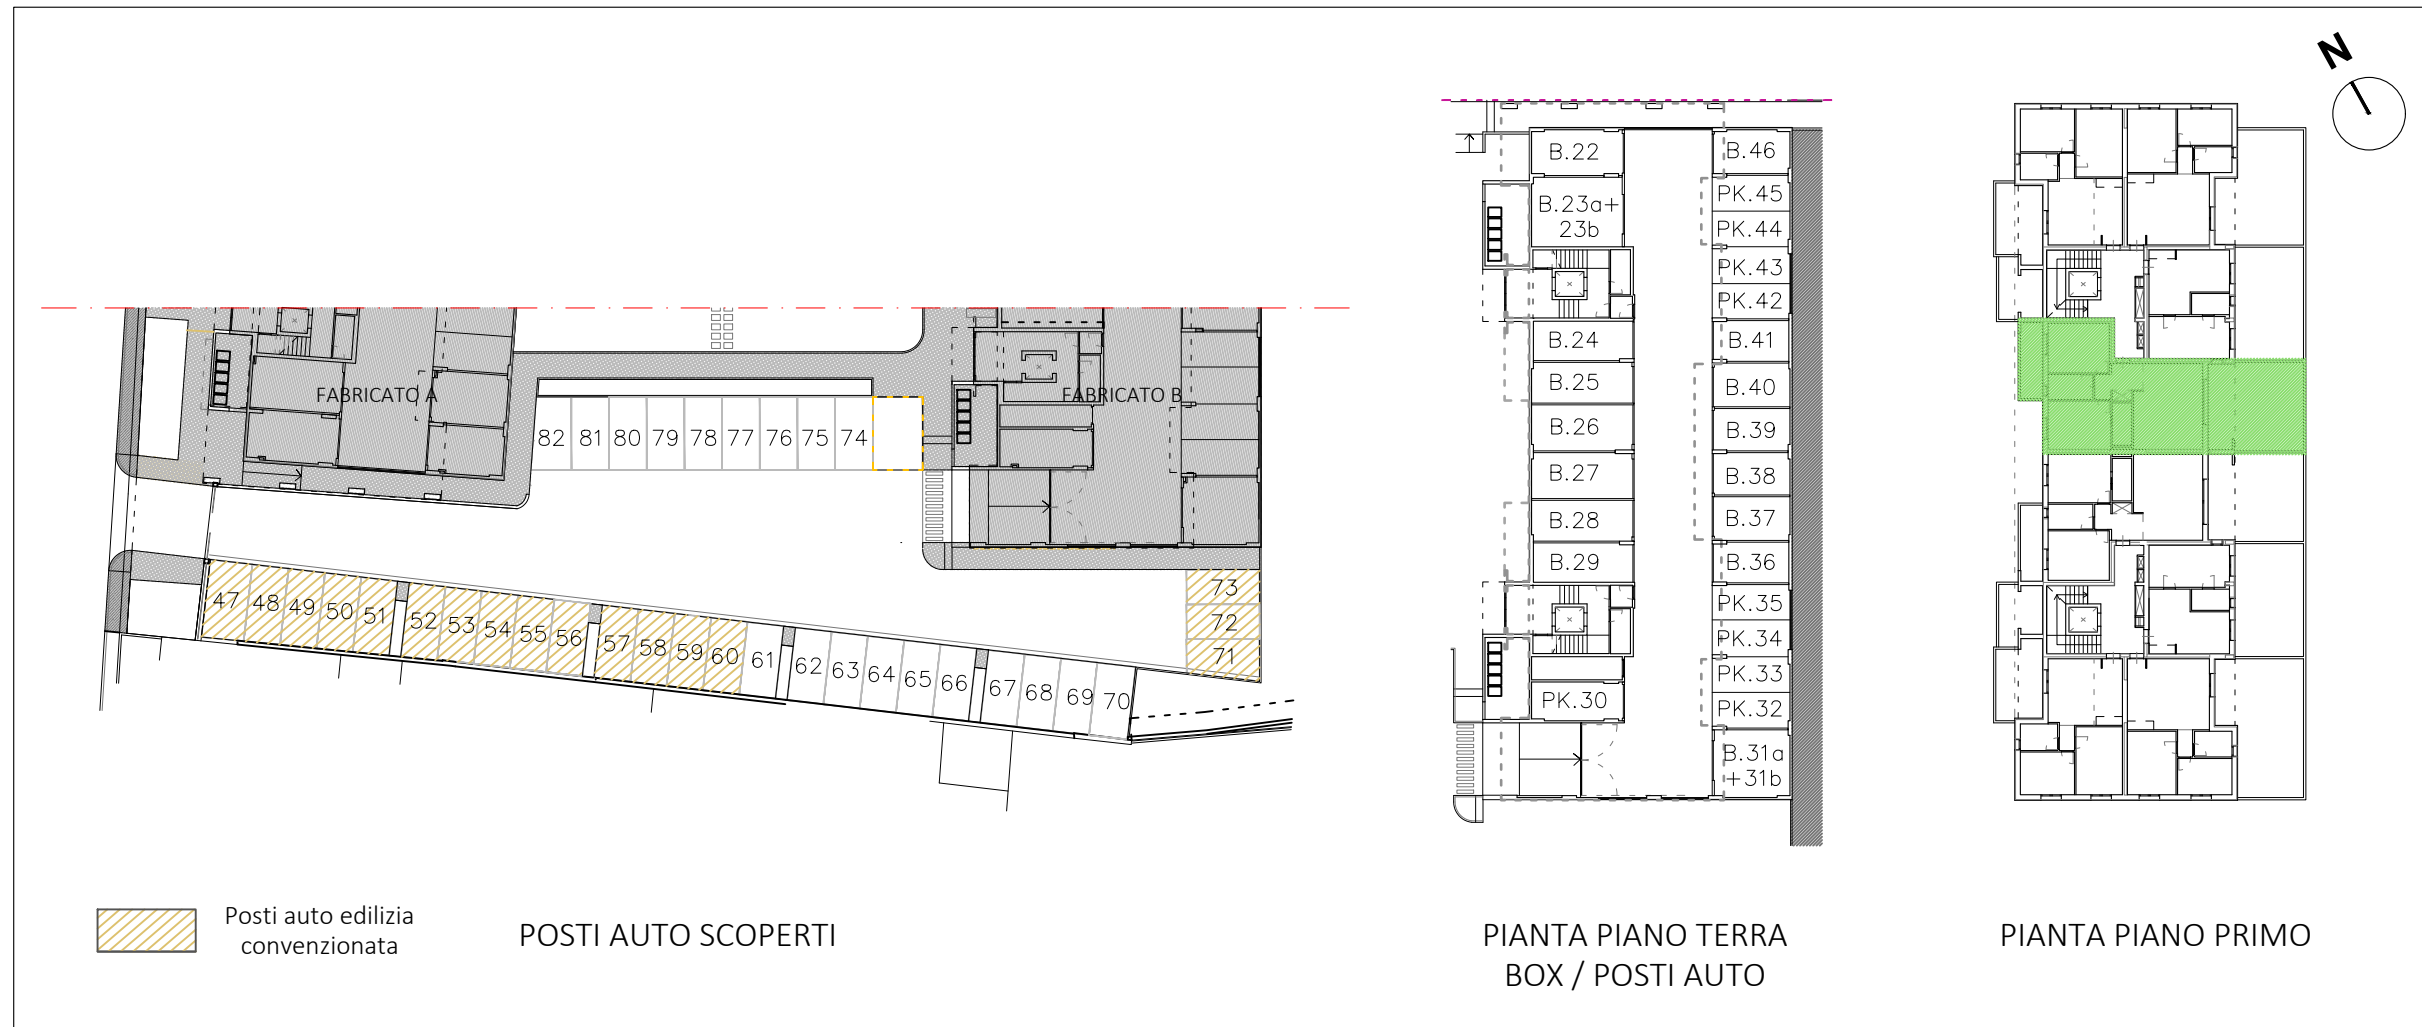 N
FABRICATO A
FABRICATO B
82 81 80 79 78 77 76 75 74
47 48 49 50 51 52 53 54 55 56 57 58 59 60 61 62 63 64 65 66 67 68 69 70
73
72
71
B.22
B.23a+
23b
B.24
B.25
B.26
B.27
B.28
B.29
PK.30
B.46
PK.45
PK.44
PK.43
PK.42
B.41
B.40
B.39
B.38
B.37
B.36
PK.35
PK.34
PK.33
PK.32
B.31a
+31b
Posti auto edilizia
convenzionata
POSTI AUTO SCOPERTI
PIANTA PIANO TERRA
BOX / POSTI AUTO
PIANTA PIANO PRIMO